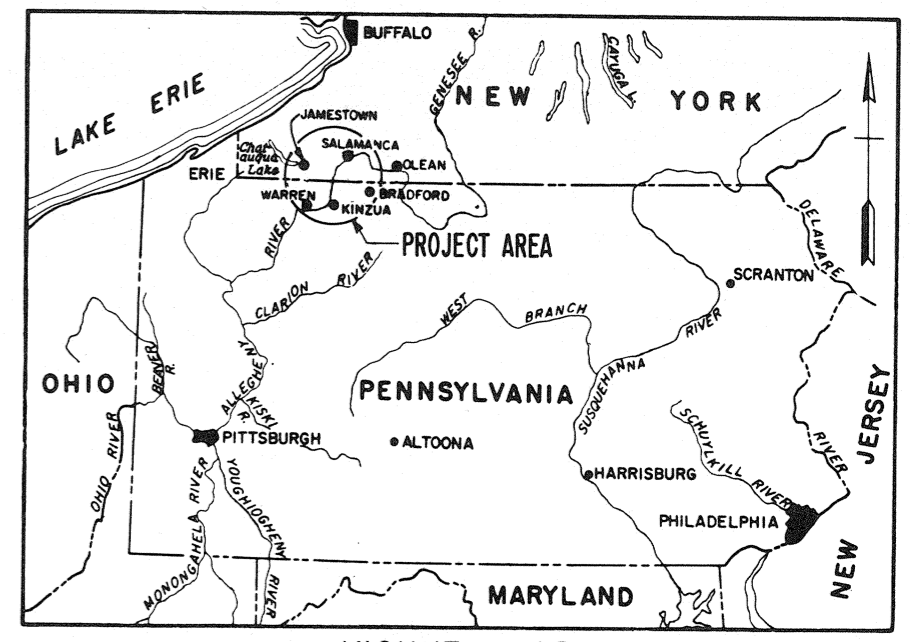 BUFFALO
LAKE ERIE
GENESEE R.
NEW YORK
CAYUGA L.
JAMESTOWN
SALAMANCA
Chatauqua Lake
OLEAN
ERIE
WARREN
BRADFORD
KINZUA
RIVER
PROJECT AREA
DELAWARE
CLARION RIVER
SCRANTON
WEST BRANCH
RIVER
BEAVER R.
ALLEGHENY
OHIO
PENNSYLVANIA
SUSQUEHANNA
KISKI R.
NEW JERSEY
PITTSBURGH
ALTOONA
SCHUYLKILL RIVER
RIVER
OHIO RIVER
HARRISBURG
MONONGAHELA RIVER
YOUGHIOGHENY RIVER
PHILADELPHIA
MARYLAND